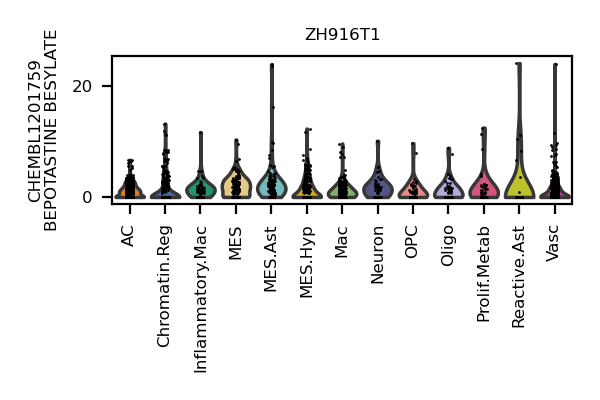 ZH916T1
CHEMBL1201759
BEPOTASTINE BESYLATE
20
0
AC
Chromatin.Reg
Inflammatory.Mac
MES
MES.Ast
MES.Hyp
Mac
Neuron
OPC
Oligo
Prolif.Metab
Reactive.Ast
Vasc